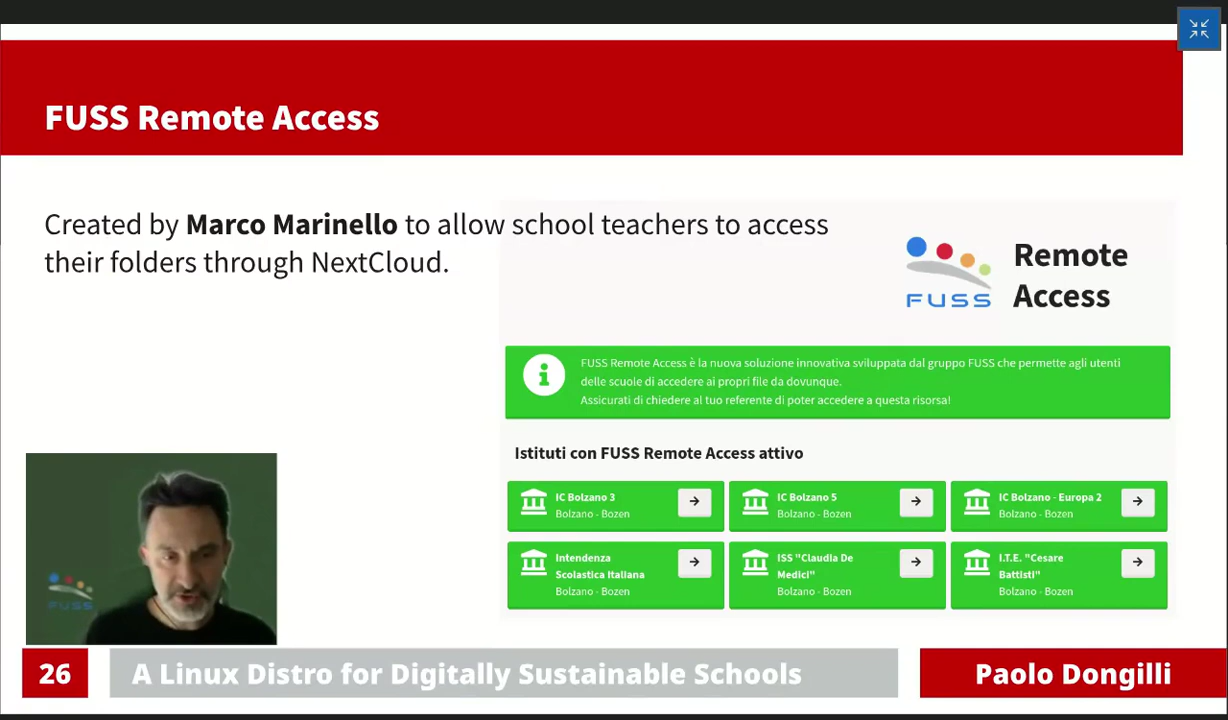 FUSS Remote Access
Created by Marco Marinello to allow school teachers to access
their folders through NextCloud.
FUSS
Remote
Access
FUSS Remote Access è la nuova soluzione innovativa sviluppata dal gruppo FUSS che permette agli utenti
delle scuole di accedere ai propri file da dovunque.
Assicurati di chiedere al tuo referente di poter accedere a questa risorsa!
Istituti con FUSS Remote Access attivo
IC Bolzano 3
Bolzano - Bozen
IC Bolzano 5
Bolzano - Bozen
IC Bolzano - Europa 2
Bolzano - Bozen
Intendenza
Scolastica Italiana
Bolzano - Bozen
ISS "Claudia De
Medici"
Bolzano - Bozen
I.T.E. "Cesare
Battisti"
Bolzano - Bozen
FUSS
26
A Linux Distro for Digitally Sustainable Schools
Paolo Dongilli